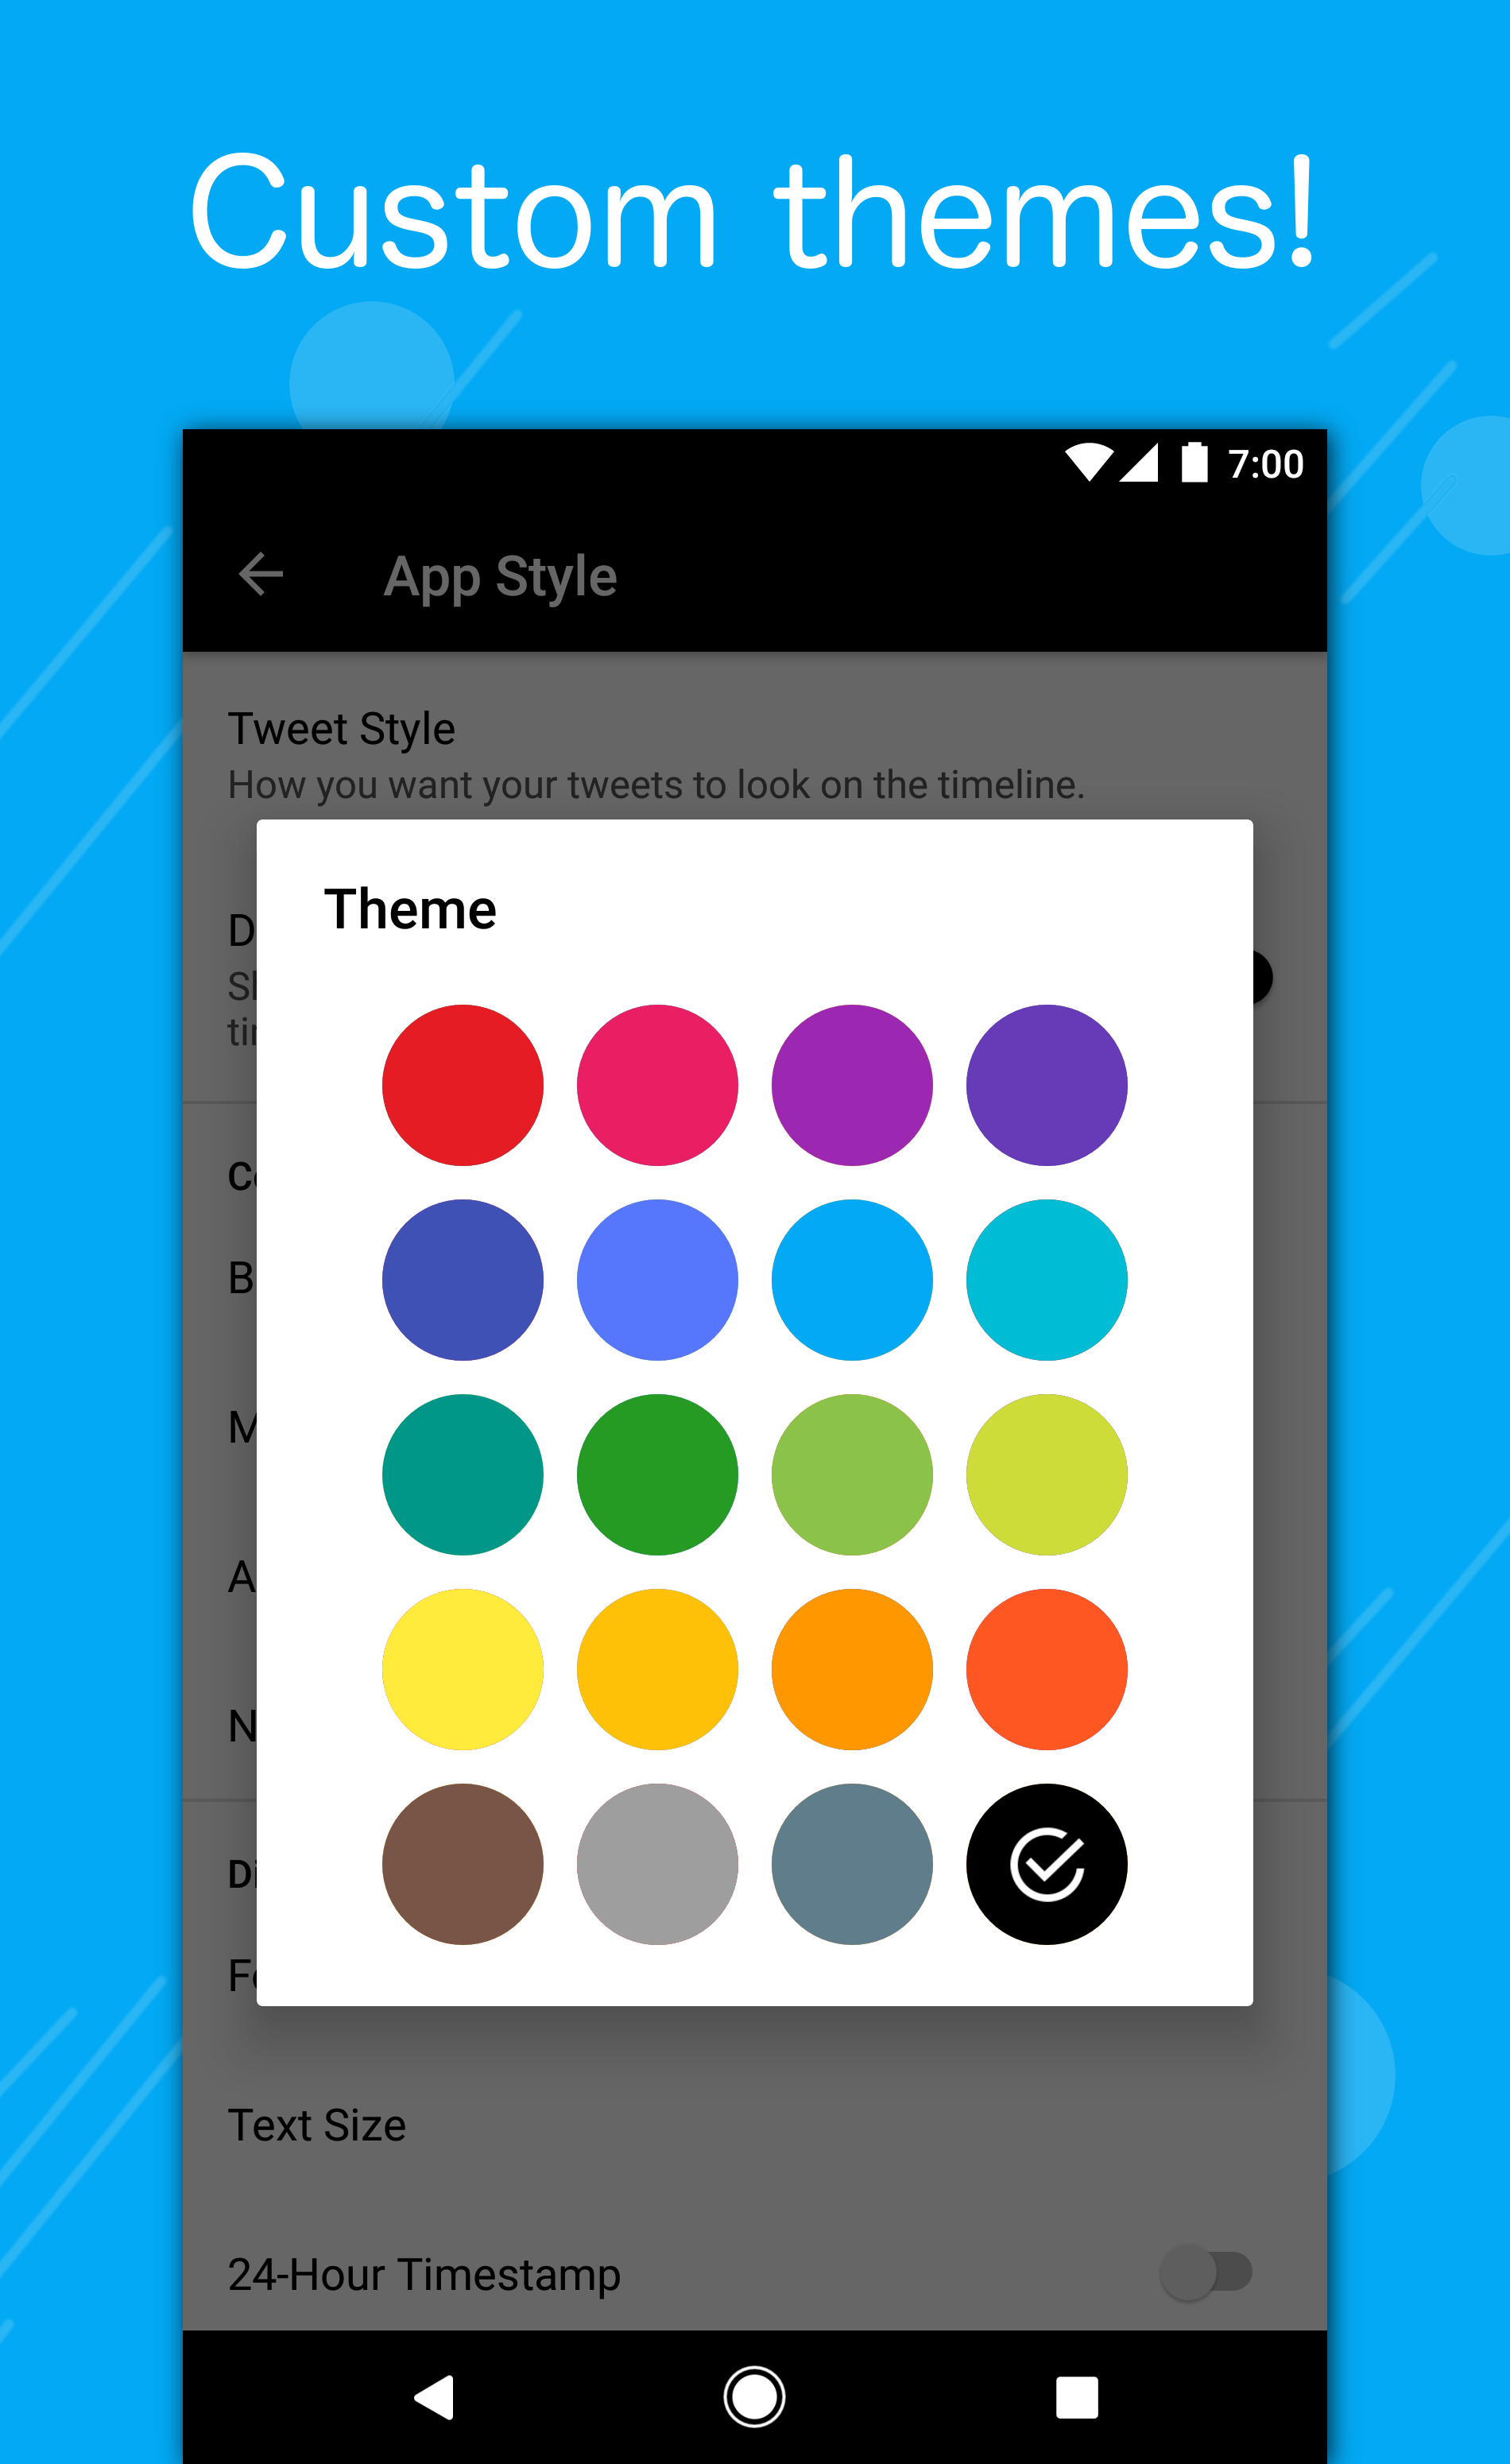 Custom themes!
7:00
App Style
Tweet Style
How you want your tweets to look on the timeline.
Theme
Text Size
24-Hour Timestamp